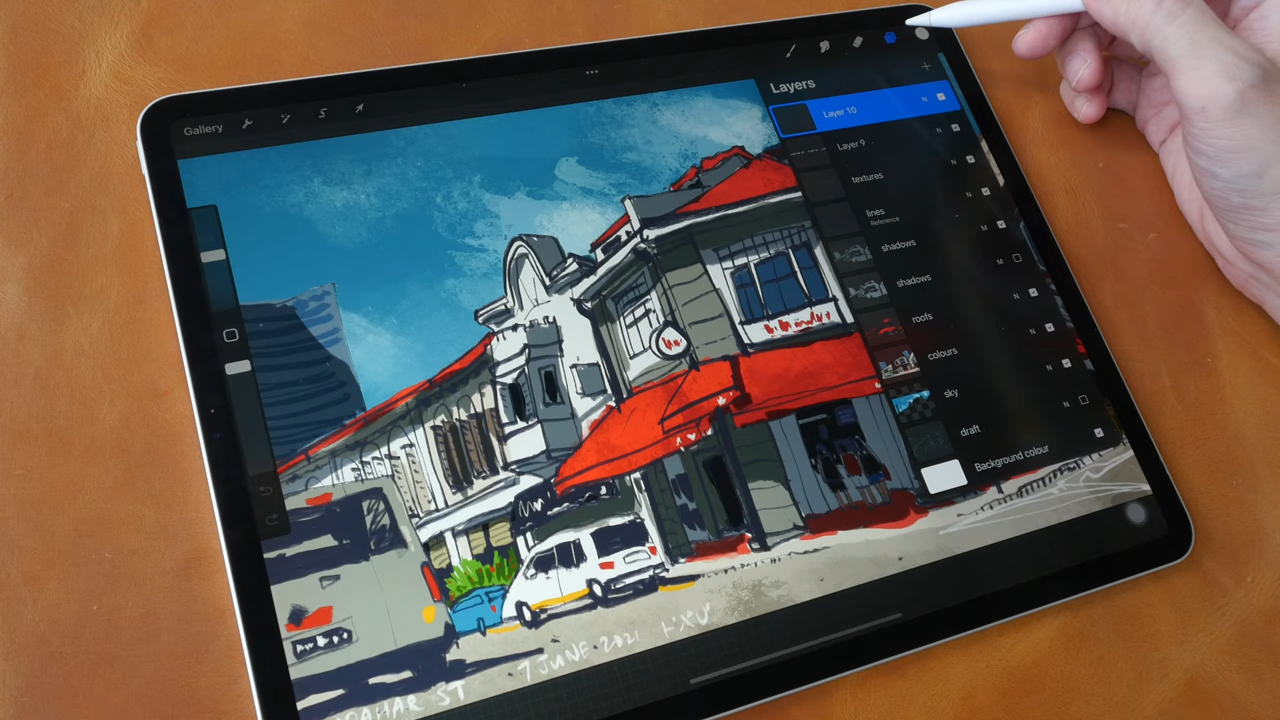 Gallery
Layers
Layer 10
N
Layer 9
N
textures
N
lines
Reference
N
shadows
M
shadows
M
roofs
N
colours
N
sky
N
draft
N
Background colour
7 JUNE 2021
ST